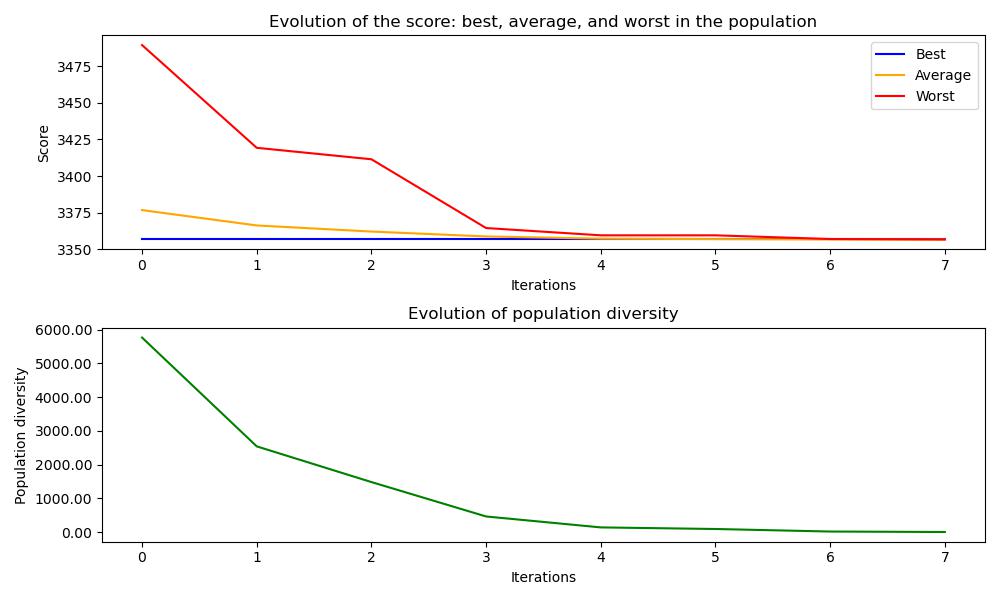 Evolution of the score: best, average, and worst in the population
Score
3475
3450
3425
3400
3375
3350
Best
Average
Worst
0 1 2 3 4 5 6 7
Iterations
Evolution of population diversity
Population diversity
6000.00
5000.00
4000.00
3000.00
2000.00
1000.00
0.00
0 1 2 3 4 5 6 7
Iterations